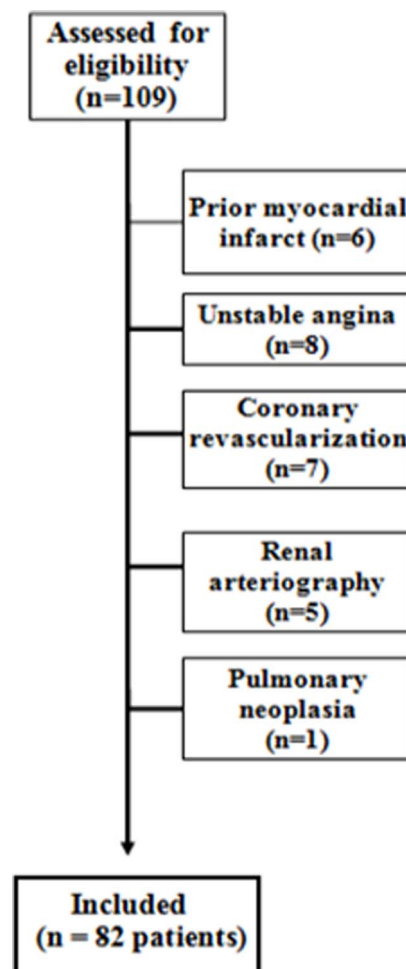 Assessed for
eligibility
(n=109)
Prior myocardial
infarct (n=6)
Unstable angina
(n=8)
Coronary
revascularization
(n=7)
Renal
arteriography
(n=5)
Pulmonary
neoplasia
(n=1)
Included
(n = 82 patients)